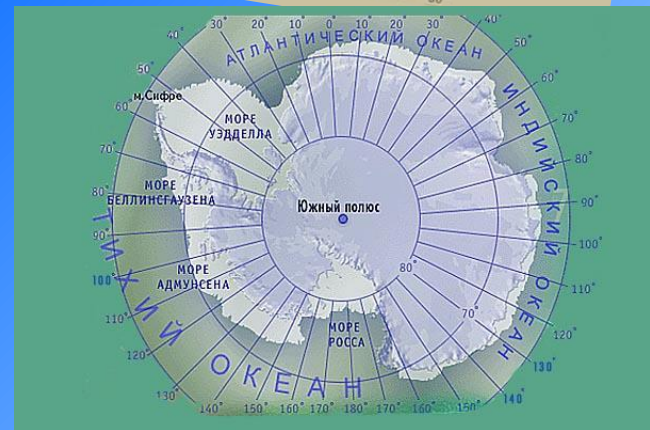 30° 20° 10° 0° 10° 20° 30° 40°
40° 50°
50° 60°
60° 70°
70° 80°
80° 90°
90° 100°
100° 110°
110° 120°
120° 130°
130° 140° 150° 160° 170° 180° 170° 160° 150° 140°
АТЛАНТИЧЕСКИЙ ОКЕАН
ИНДИЙСКИЙ ОКЕАН
м.Сифре
МОРЕ
УЭДДЕЛЛА
МОРЕ
БЕЛЛИНСГАУЗЕНА
Южный полюс
80°
70°
МОРЕ
АДМУНСЕНА
МОРЕ
РОССА
ТИХИЙ ОКЕАН